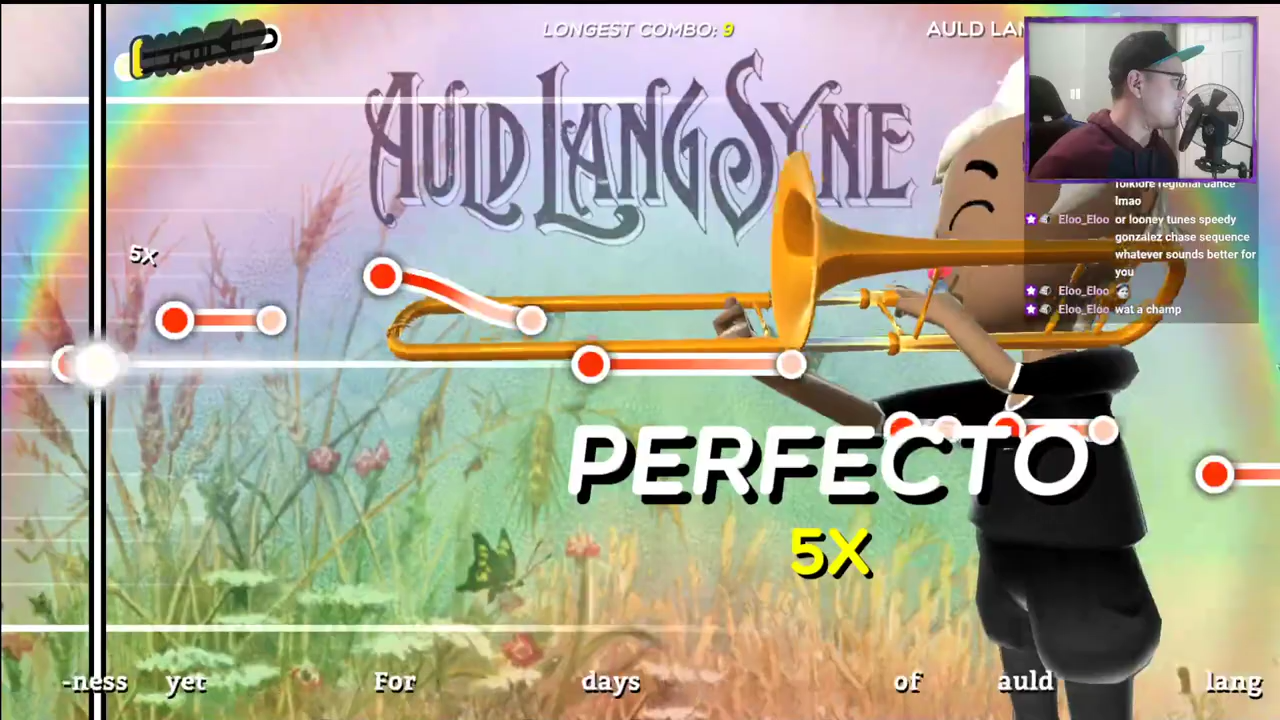 LONGEST COMBO: 9
AULD LAN
AULD LANG SYNE
folklore regional dance
lmao
Eloo_Eloo or looney tunes speedy
gonzalez chase sequence
whatever sounds better for
you
Eloo_Eloo
Eloo_Eloo wat a champ
5X
PERFECTO
5X
-ness yet For days of auld lang